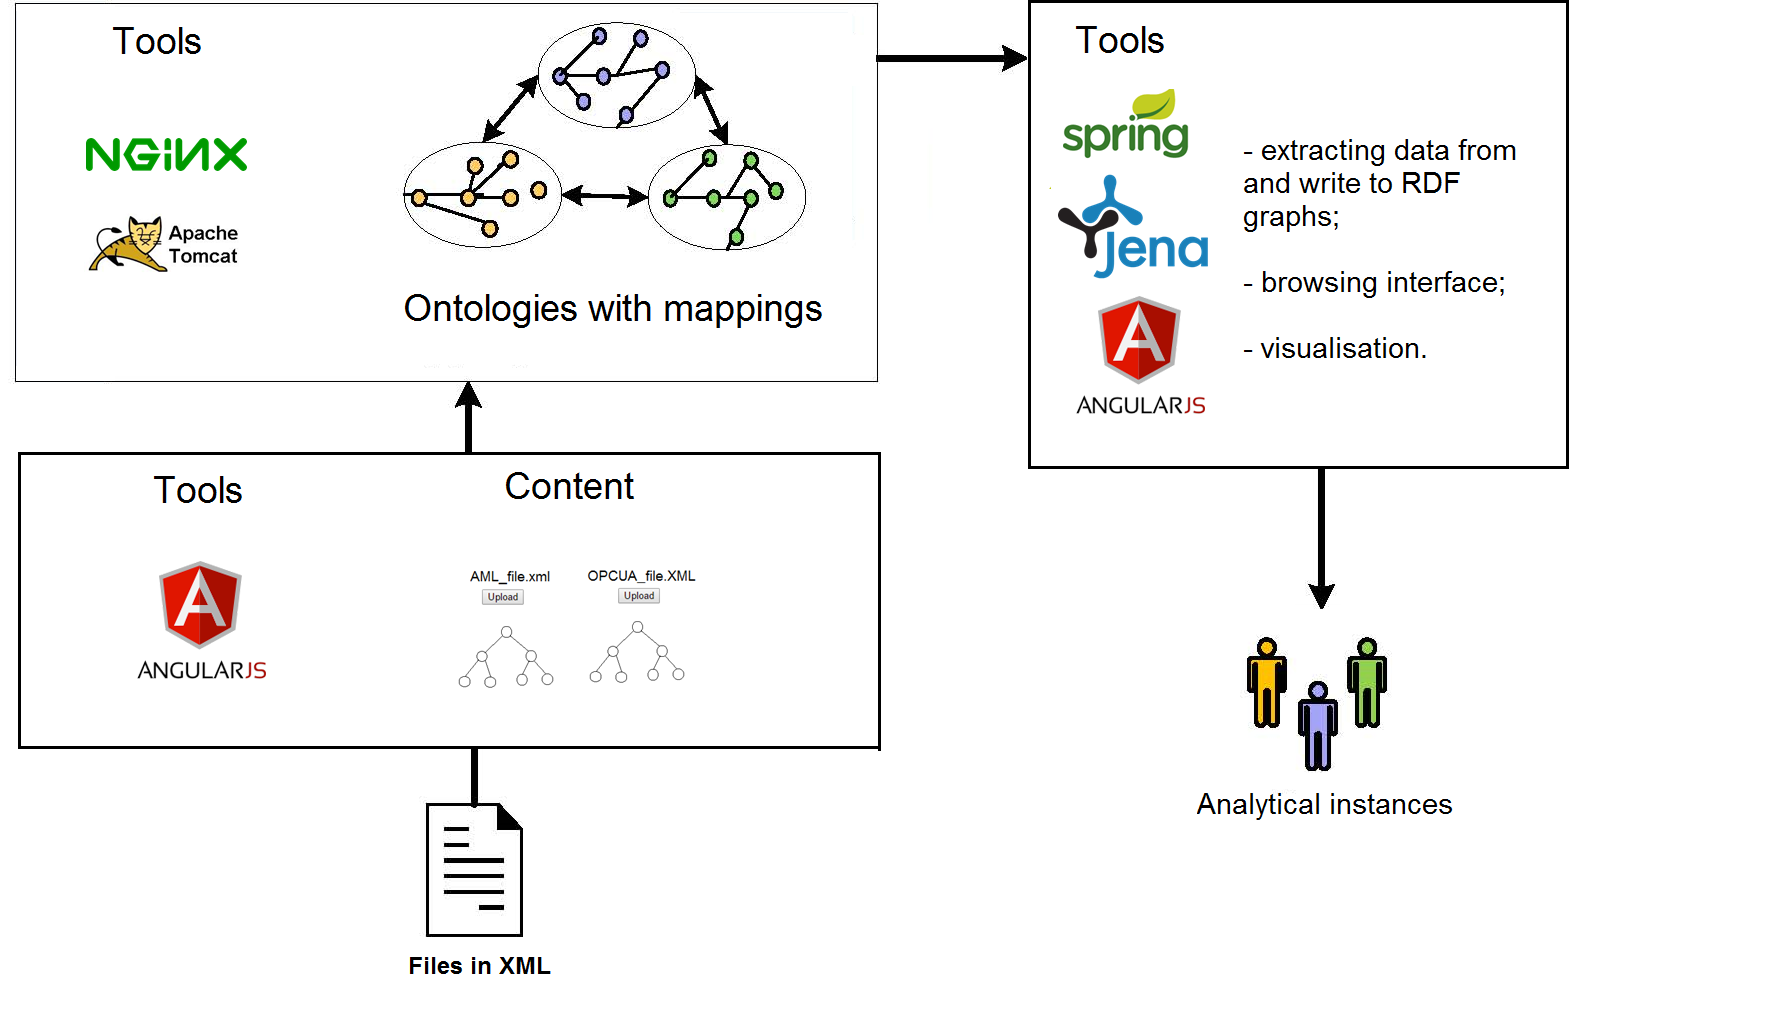 Tools
NGINX
Apache
Tomcat
Ontologies with mappings
Tools
spring
Jena
ANGULARJS
- extracting data from
and write to RDF
graphs;
- browsing interface;
- visualisation.
Tools
Content
A
ANGULARJS
AML_file.xml
Upload
OPCUA_file.XML
Upload
Files in XML
Analytical instances